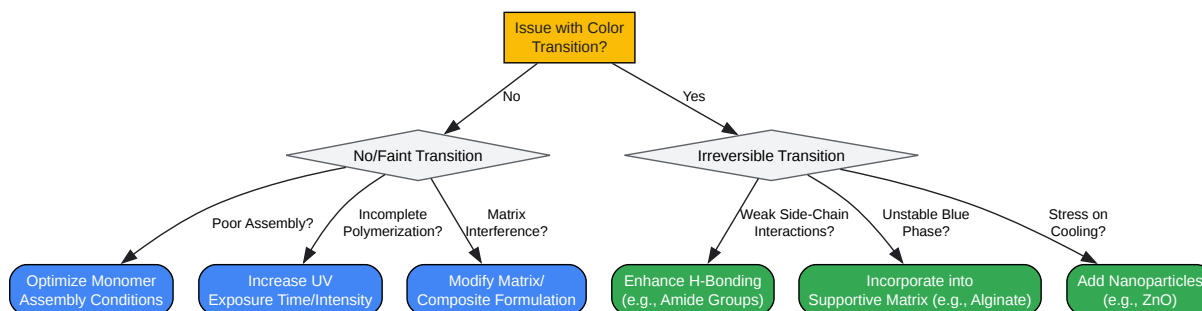 Issue with Color
Transition?
No
Yes
No/Faint Transition
Irreversible Transition
Poor Assembly?
Incomplete
Polymerization?
Matrix
Interference?
Weak Side-Chain
Interactions?
Unstable Blue
Phase?
Stress on
Cooling?
Optimize Monomer
Assembly Conditions
Increase UV
Exposure Time/Intensity
Modify Matrix/
Composite Formulation
Enhance H-Bonding
(e.g., Amide Groups)
Incorporate into
Supportive Matrix (e.g., Alginate)
Add Nanoparticles
(e.g., ZnO)